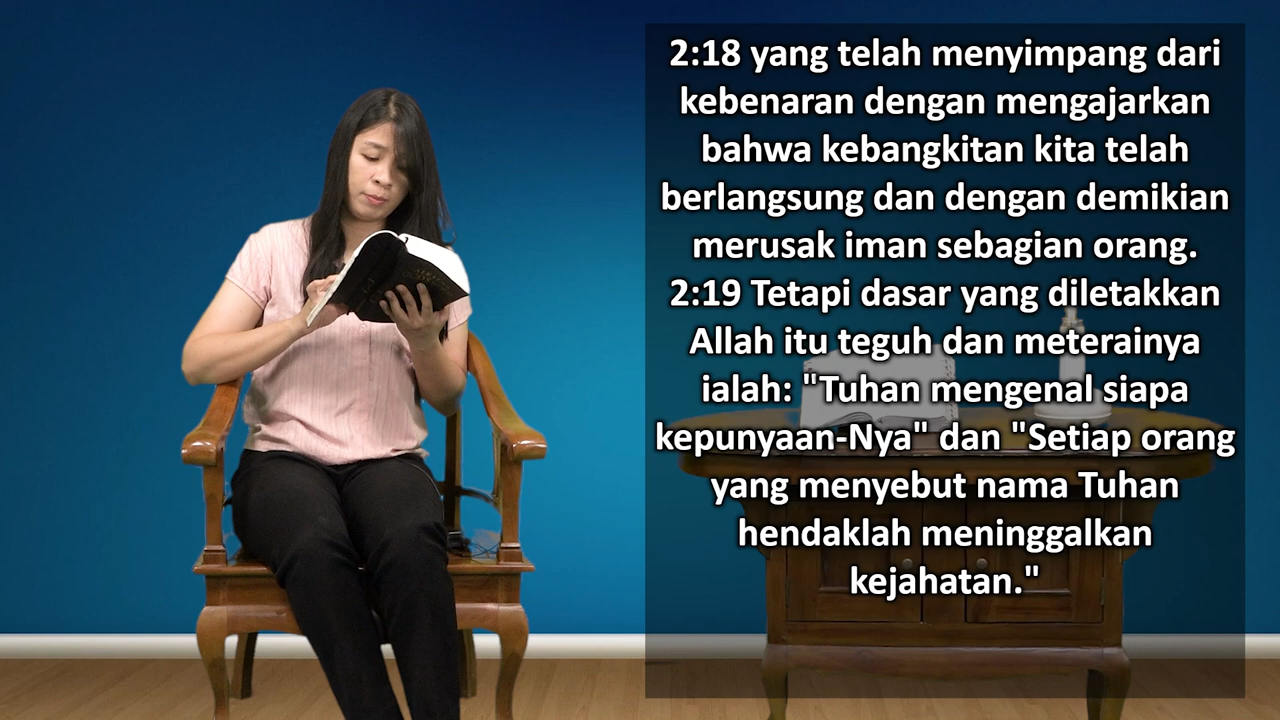 2:18 yang telah menyimpang dari
kebenaran dengan mengajarkan
bahwa kebangkitan kita telah
berlangsung dan dengan demikian
merusak iman sebagian orang.
2:19 Tetapi dasar yang diletakkan
Allah itu teguh dan meterainya
ialah: "Tuhan mengenal siapa
kepunyaan-Nya" dan "Setiap orang
yang menyebut nama Tuhan
hendaklah meninggalkan
kejahatan."